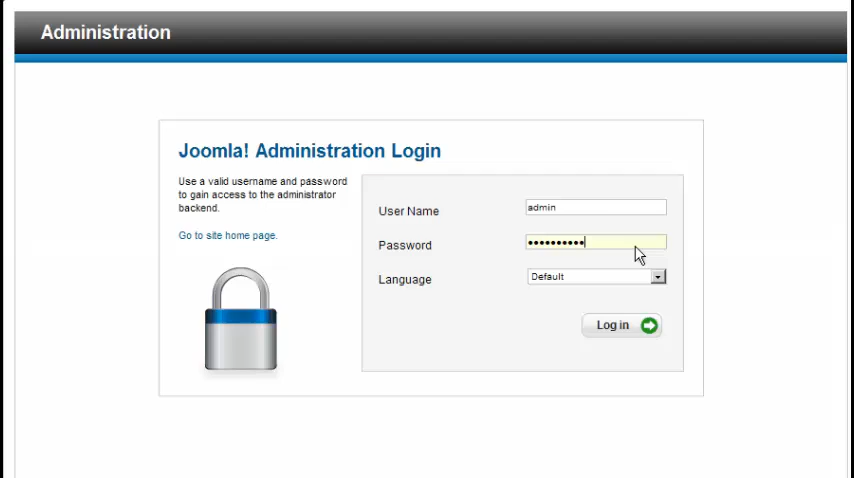 Administration
Joomla! Administration Login
Use a valid username and password
to gain access to the administrator
backend.
Go to site home page.
User Name
admin
Password
••••••••••
Language
Default
Log in